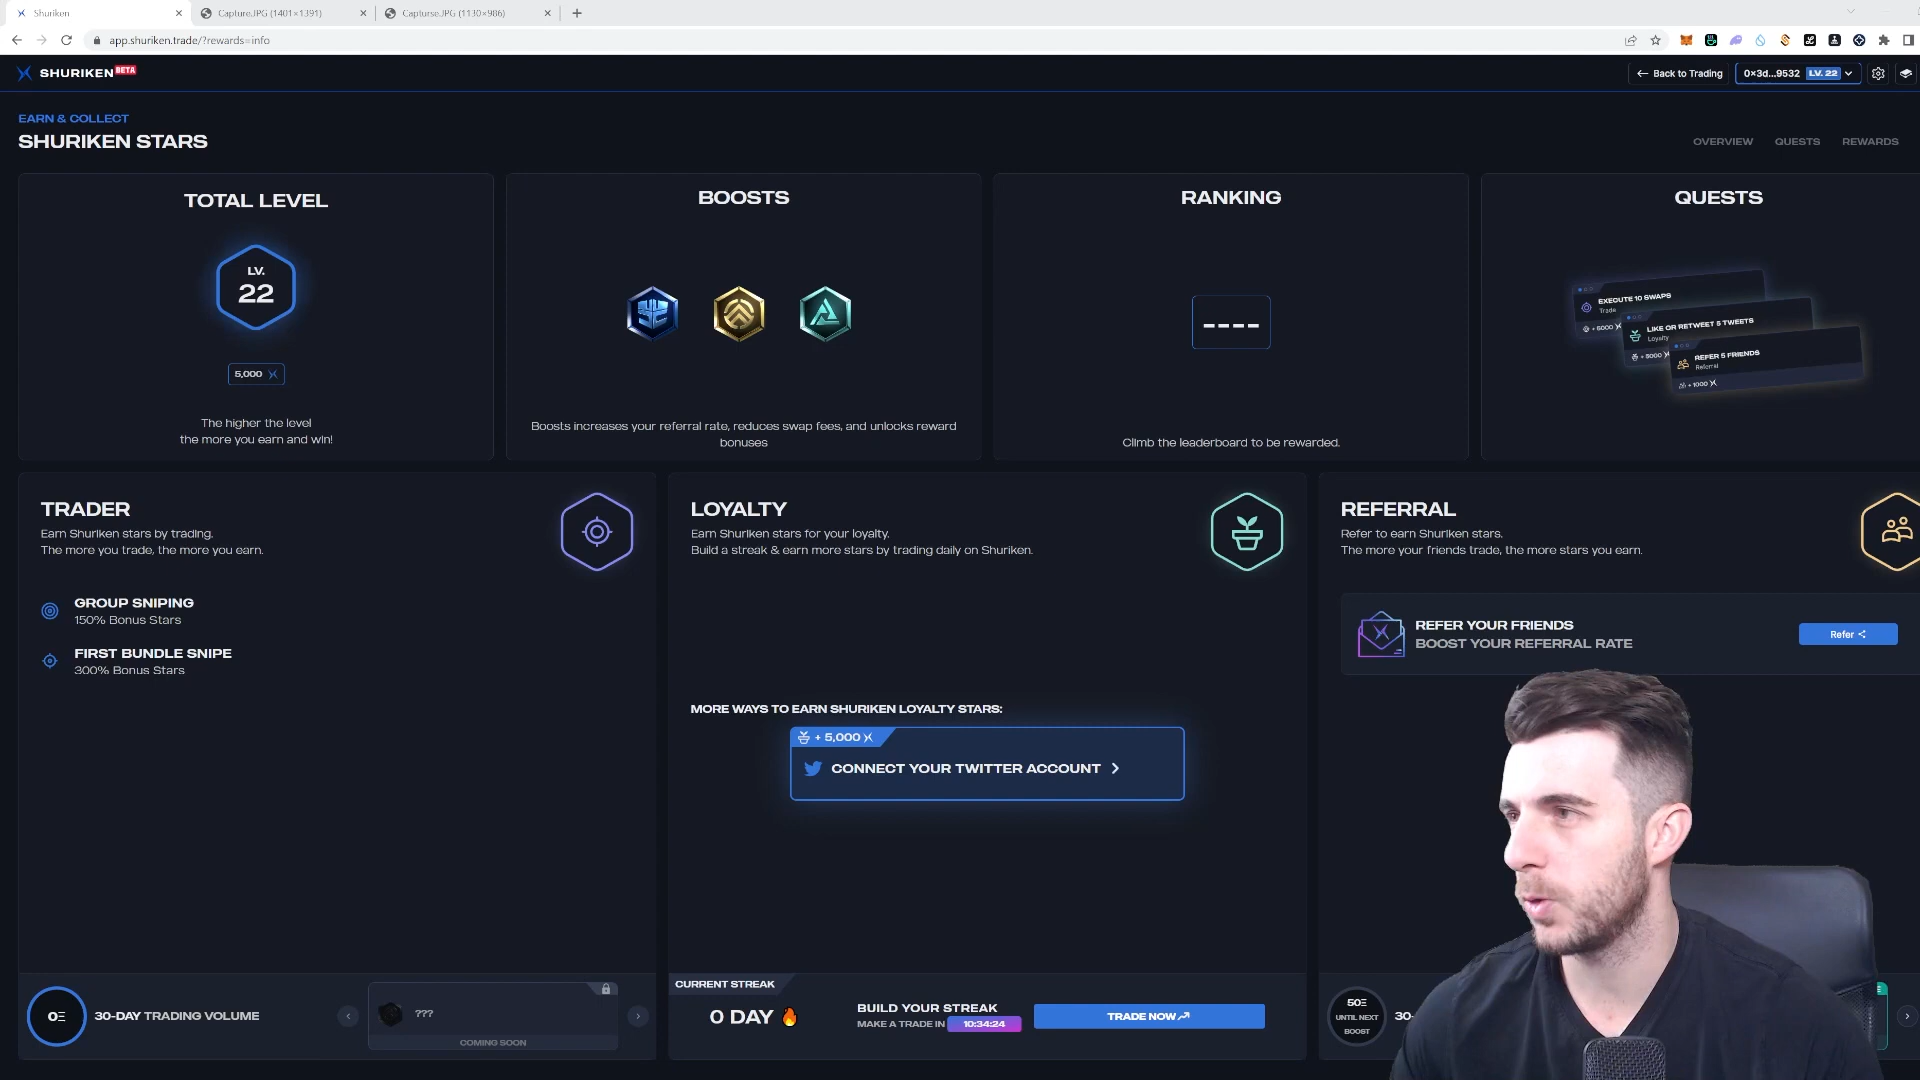 Shuriken
Capture.JPG (1401×1391)
Capturse.JPG (1130×986)
app.shuriken.trade/?rewards=info
SHURIKEN BETA
Back to Trading
0×3d...9532 LV. 22
EARN & COLLECT
SHURIKEN STARS
OVERVIEW QUESTS REWARDS
TOTAL LEVEL
LV.
22
5,000
The higher the level
the more you earn and win!
BOOSTS
Boosts increases your referral rate, reduces swap fees, and unlocks reward
bonuses
RANKING
----
Climb the leaderboard to be rewarded.
QUESTS
EXECUTE 10 SWAPS
Trade
+ 5000
LIKE OR RETWEET 5 TWEETS
Loyalty
+ 5000
REFER 5 FRIENDS
Referral
+ 1000
TRADER
Earn Shuriken stars by trading.
The more you trade, the more you earn.
GROUP SNIPING
150% Bonus Stars
FIRST BUNDLE SNIPE
300% Bonus Stars
0Ξ
30-DAY TRADING VOLUME
???
COMING SOON
LOYALTY
Earn Shuriken stars for your loyalty.
Build a streak & earn more stars by trading daily on Shuriken.
MORE WAYS TO EARN SHURIKEN LOYALTY STARS:
+ 5,000
CONNECT YOUR TWITTER ACCOUNT
CURRENT STREAK
0 DAY 🔥
BUILD YOUR STREAK
MAKE A TRADE IN 10:34:24
TRADE NOW
REFERRAL
Refer to earn Shuriken stars.
The more your friends trade, the more stars you earn.
REFER YOUR FRIENDS
BOOST YOUR REFERRAL RATE
Refer
50Ξ
UNTIL NEXT
BOOST
30-